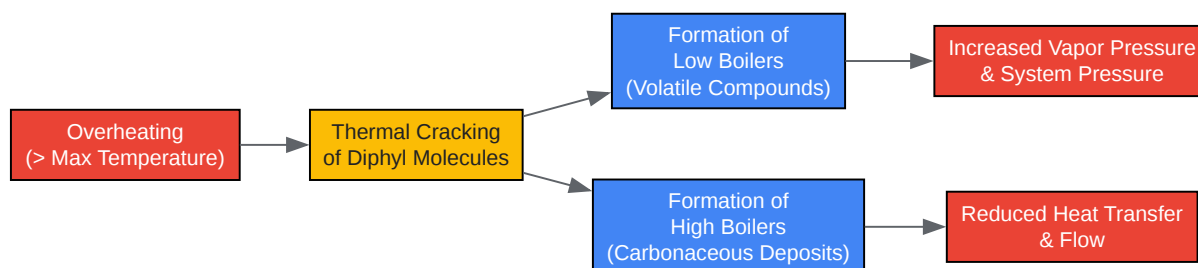 Overheating
(> Max Temperature)
Thermal Cracking
of Diphyl Molecules
Formation of
Low Boilers
(Volatile Compounds)
Increased Vapor Pressure
& System Pressure
Formation of
High Boilers
(Carbonaceous Deposits)
Reduced Heat Transfer
& Flow